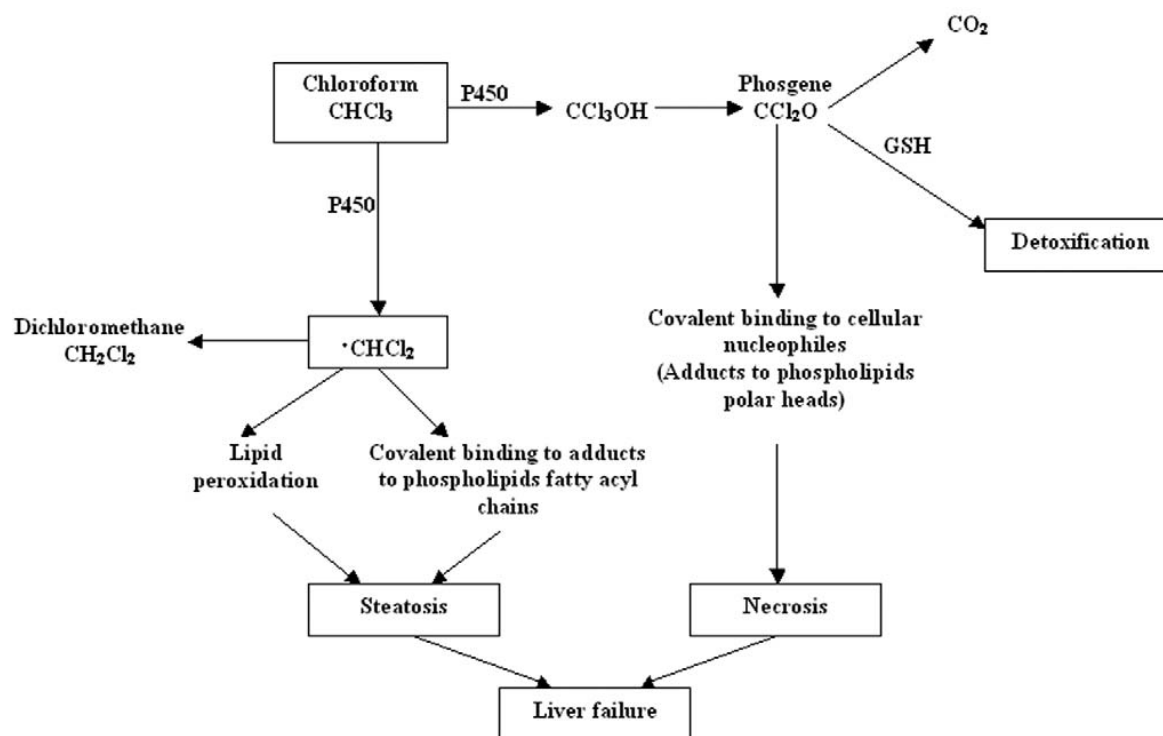 CO₂
Chloroform
CHCl₃
P450
CCl₃OH
Phosgene
CCl₂O
GSH
Detoxification
P450
Dichloromethane
CH₂Cl₂
·CHCl₂
Covalent binding to cellular
nucleophiles
(Adducts to phospholipids
polar heads)
Lipid
peroxidation
Covalent binding to adducts
to phospholipids fatty acyl
chains
Steatosis
Necrosis
Liver failure